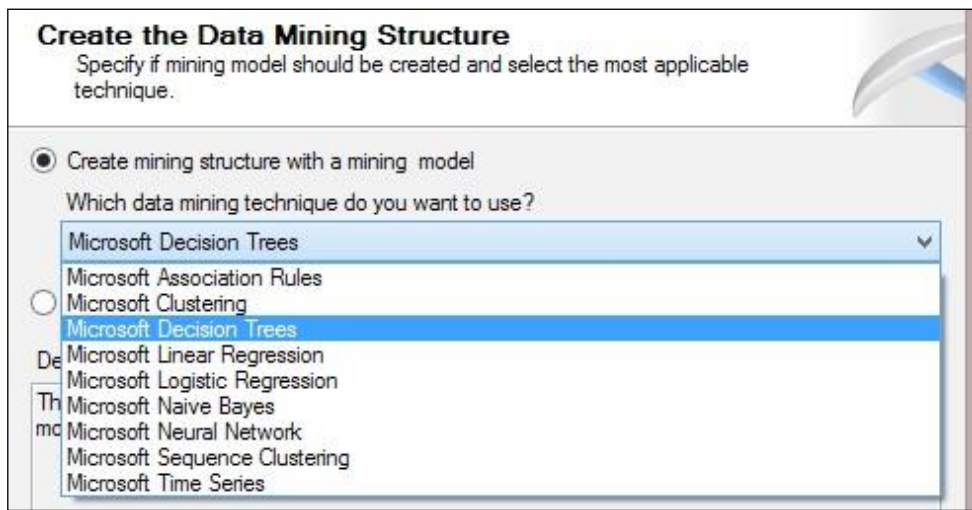 Create the Data Mining Structure
Specify if mining model should be created and select the most applicable
technique.
Create mining structure with a mining model
Which data mining technique do you want to use?
Microsoft Decision Trees
Microsoft Association Rules
Microsoft Clustering
Microsoft Decision Trees
De
Microsoft Linear Regression
Microsoft Logistic Regression
Th
Microsoft Naive Bayes
mo
Microsoft Neural Network
Microsoft Sequence Clustering
Microsoft Time Series